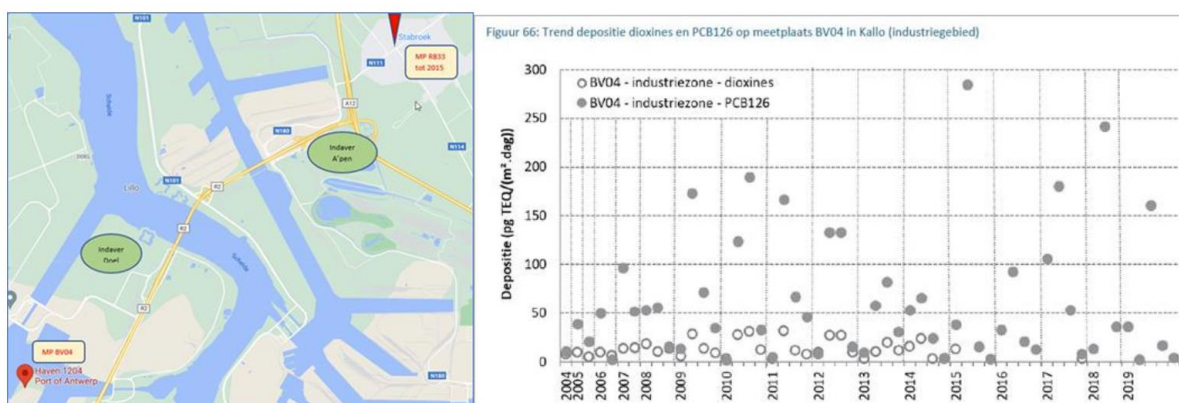 N101
N101
Stabroek
MP RB33
tot 2015
N111
A12
N180
Indaver
A'pen
N114
Schelde
Lillo
N101
R2
R2
Indaver
Doel
Schelde
R2
MP BV04
Haven 1204
Port of Antwerp
N180
Figuur 66: Trend depositie dioxines en PCB126 op meetplaats BV04 in Kallo (industriegebied)
BV04 - industriezone - dioxines
BV04 - industriezone - PCB126
Depositie (pg TEQ/(m².dag))
300
250
200
150
100
50
0
2004
2005
2006
2007
2008
2009
2010
2011
2012
2013
2014
2015
2016
2017
2018
2019